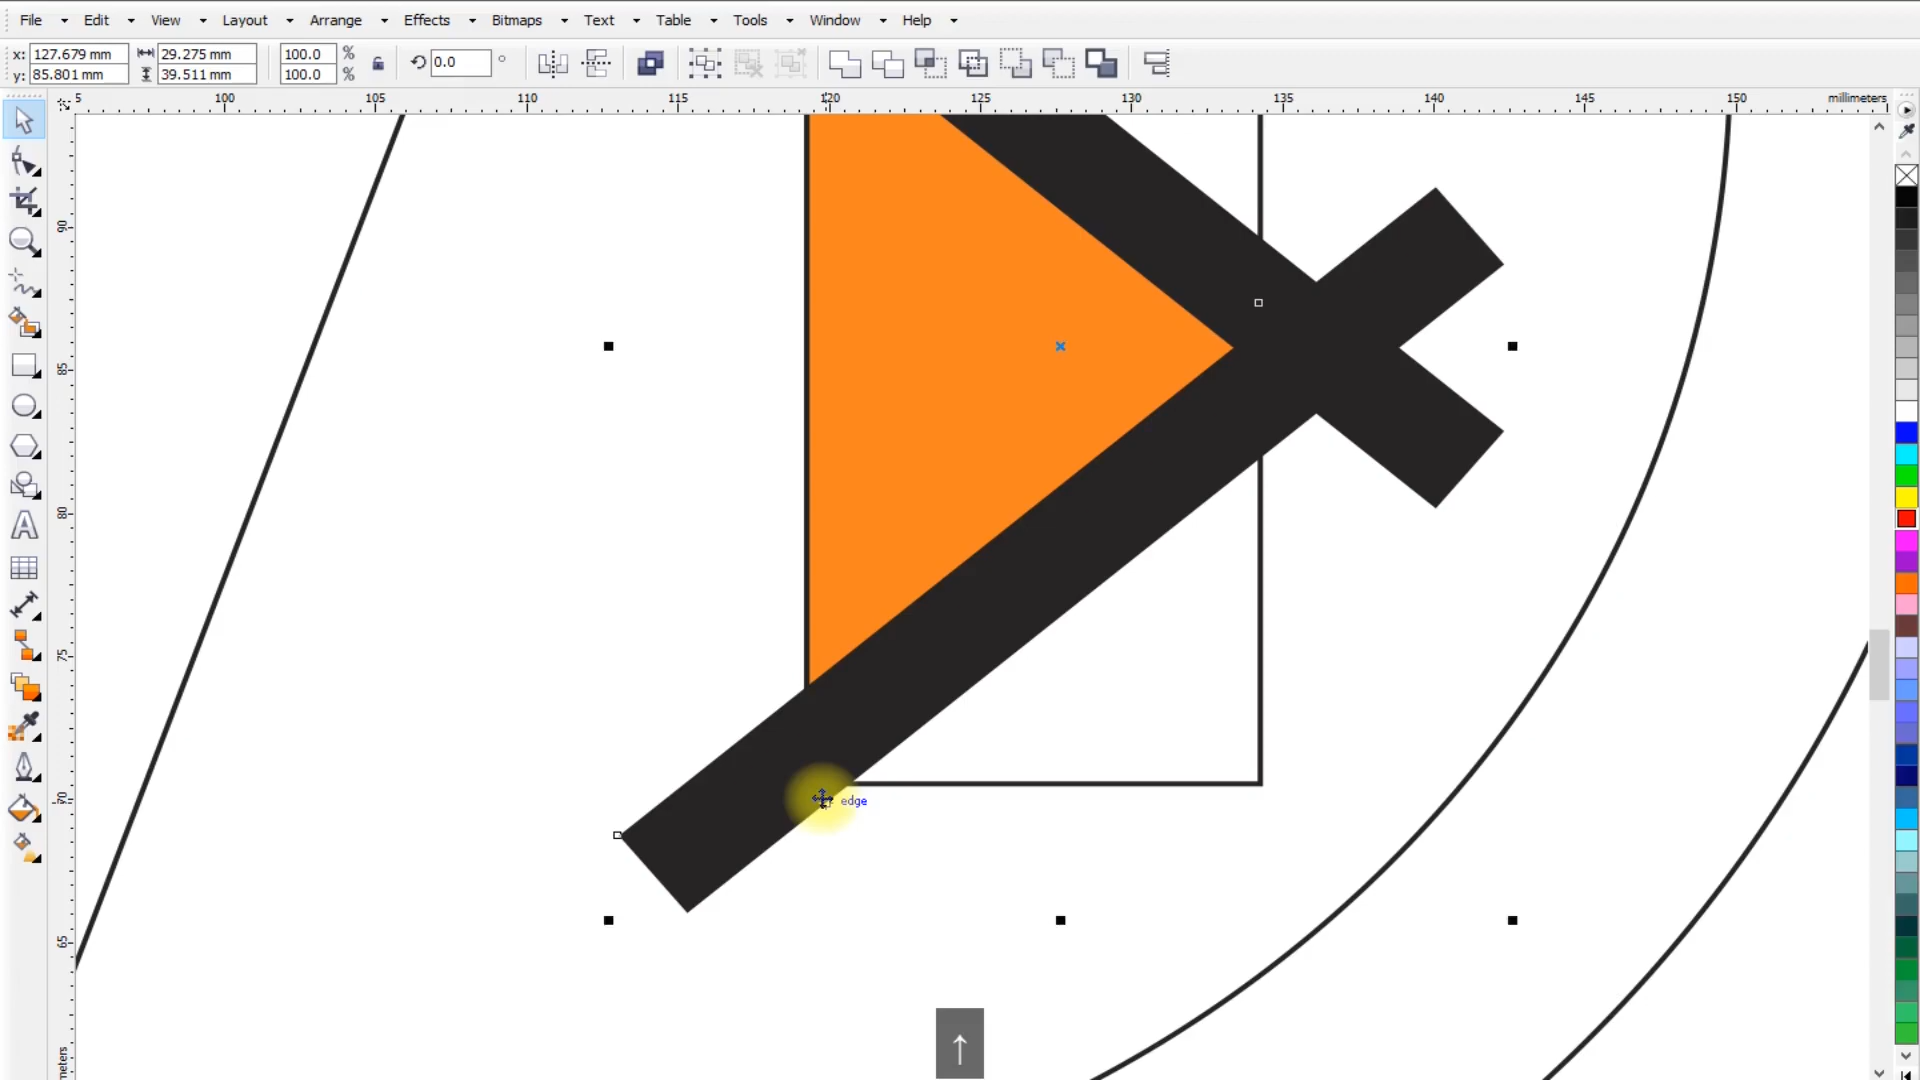 File Edit View Layout Arrange Effects Bitmaps Text Table Tools Window Help
x: 127.679 mm 29.275 mm 100.0 % 0.0 °
y: 85.801 mm 39.511 mm 100.0 %
5 100 105 110 115 120 125 130 135 140 145 150 millimeters
90
85
80
75
70
65
edge
meters
↑